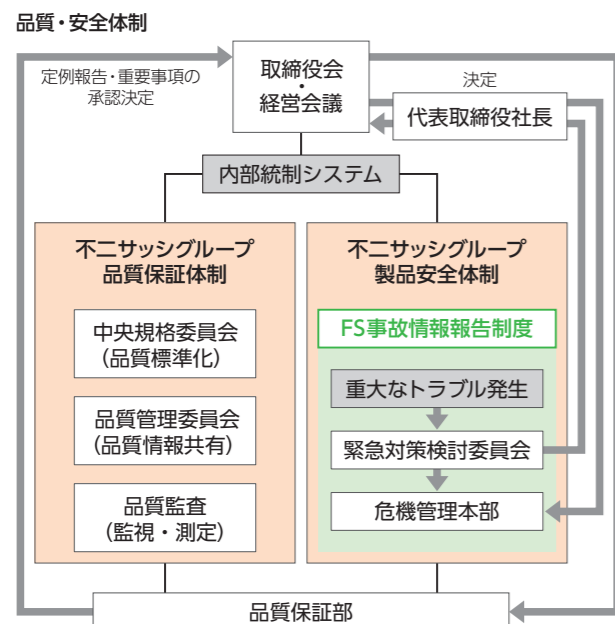 品質・安全体制
定例報告・重要事項の
承認決定
取締役会
・
経営会議
決定
代表取締役社長
内部統制システム
不二サッシグループ
品質保証体制
中央規格委員会
(品質標準化)
品質管理委員会
(品質情報共有)
品質監査
(監視・測定)
不二サッシグループ
製品安全体制
FS事故情報報告制度
重大なトラブル発生
緊急対策検討委員会
危機管理本部
品質保証部